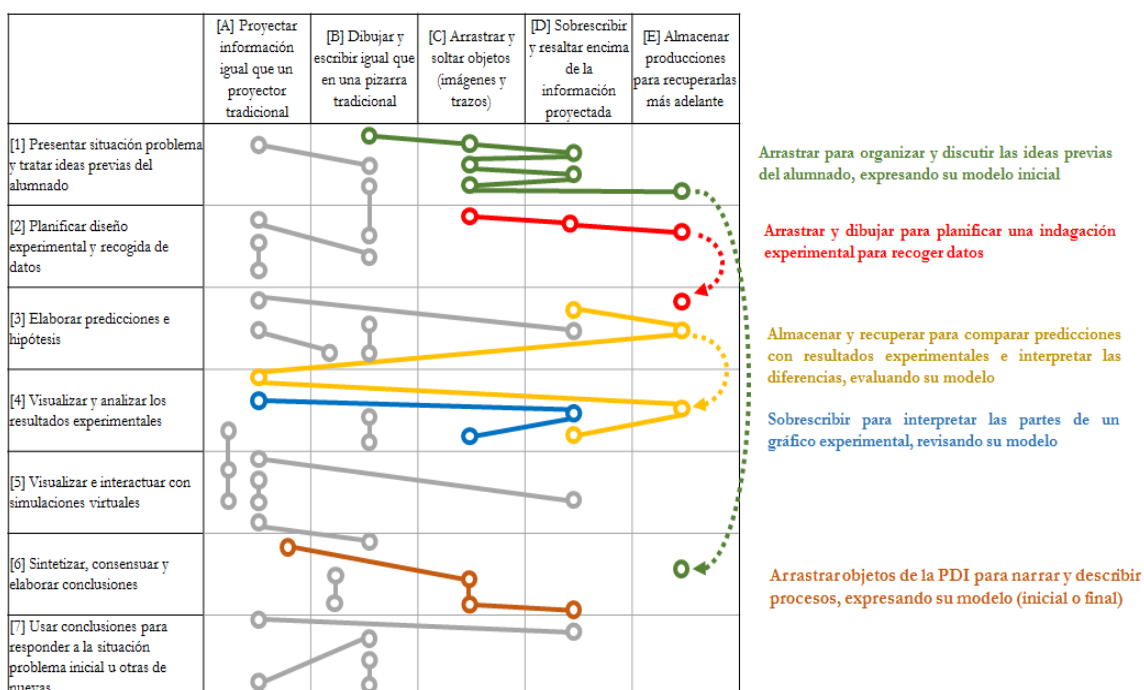 [A] Proyectar
información
igual que un
proyector
tradicional
[B] Dibujar y
escribir igual que
en una pizarra
tradicional
[C] Arrastrar y
soltar objetos
(imágenes y
trazos)
[D] Sobrescribir
y resaltar encima
de la
información
proyectada
[E] Almacenar
producciones
para recuperarlas
más adelante
[1] Presentar situación problema
y tratar ideas previas del
alumnado
[2] Planificar diseño
experimental y recogida de
datos
[3] Elaborar predicciones e
hipótesis
[4] Visualizar y analizar los
resultados experimentales
[5] Visualizar e interactuar con
simulaciones virtuales
[6] Sintetizar, consensuar y
elaborar conclusiones
[7] Usar conclusiones para
responder a la situación
problema inicial u otras de
nuevas
Arrastrar para organizar y discutir las ideas previas
del alumnado, expresando su modelo inicial
Arrastrar y dibujar para planificar una indagación
experimental para recoger datos
Almacenar y recuperar para comparar predicciones
con resultados experimentales e interpretar las
diferencias, evaluando su modelo
Sobrescribir para interpretar las partes de un
gráfico experimental, revisando su modelo
Arrastrar objetos de la PDI para narrar y describir
procesos, expresando su modelo (inicial o final)